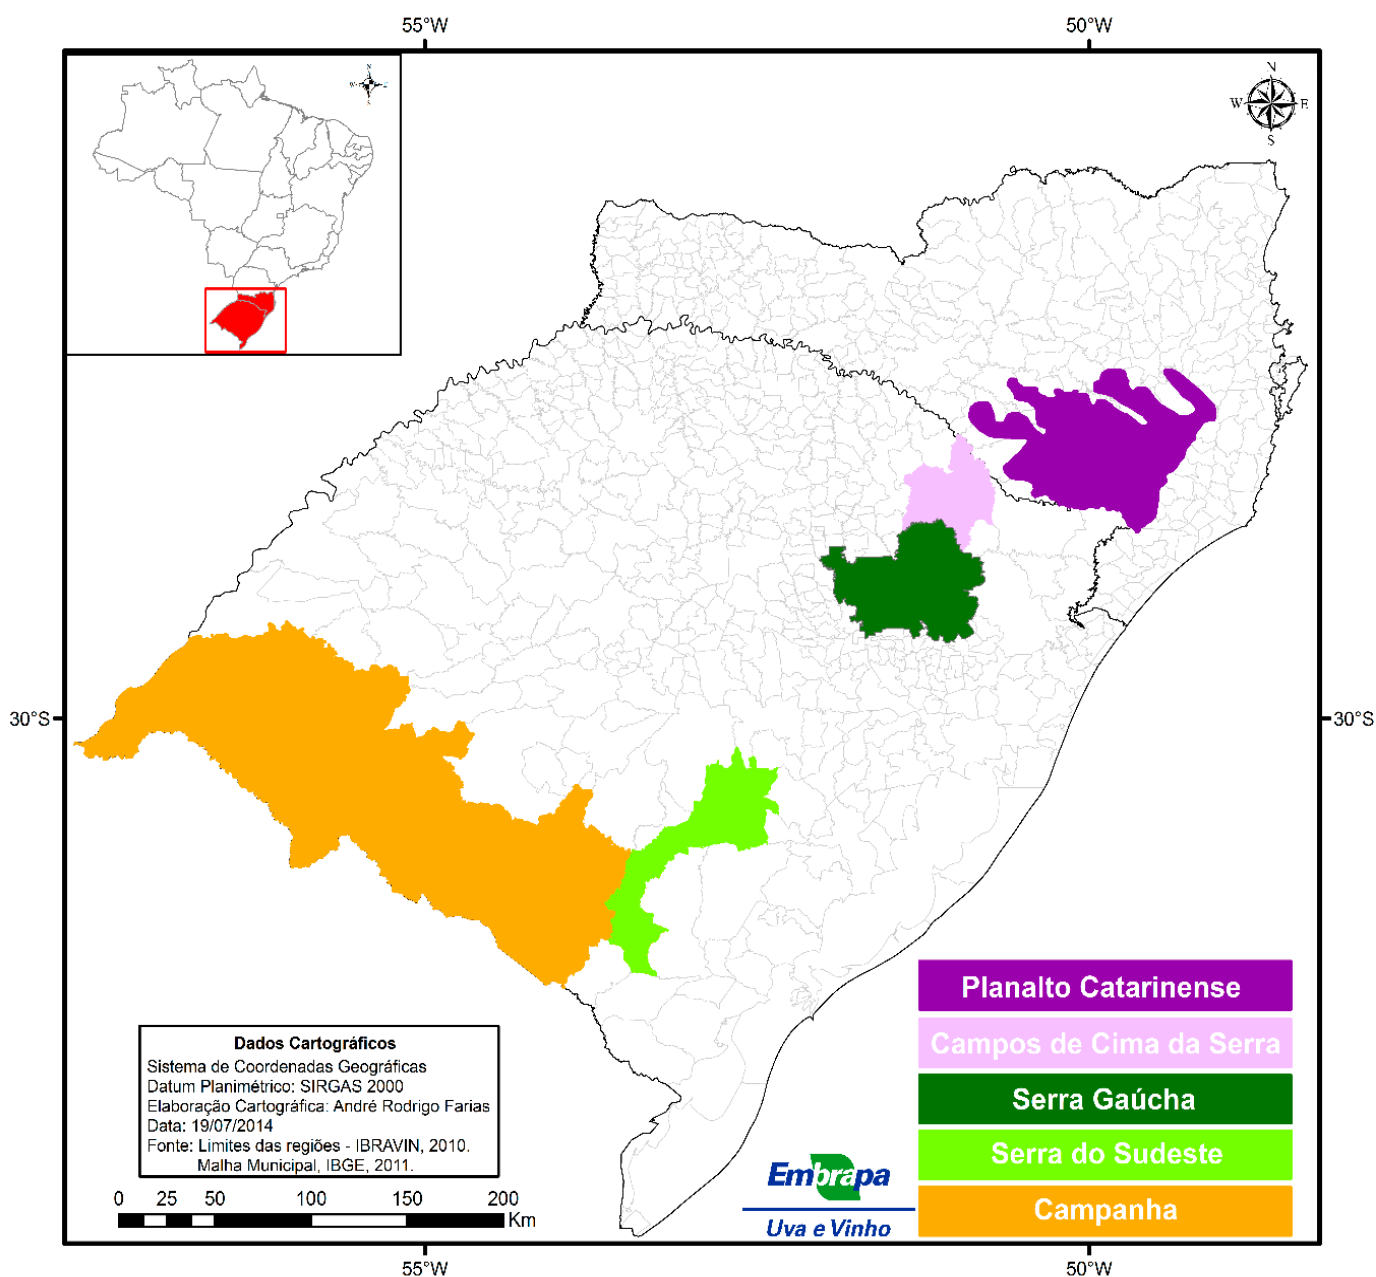 55°W
50°W
N
W E
S
N
W E
S
30°S
30°S
Planalto Catarinense
Campos de Cima da Serra
Serra Gaúcha
Serra do Sudeste
Campanha
Dados Cartográficos
Sistema de Coordenadas Geográficas
Datum Planimétrico: SIRGAS 2000
Elaboração Cartográfica: André Rodrigo Farias
Data: 19/07/2014
Fonte: Limites das regiões - IBRAVIN, 2010.
Malha Municipal, IBGE, 2011.
0 25 50 100 150 200
Km
Embrapa
Uva e Vinho
55°W
50°W